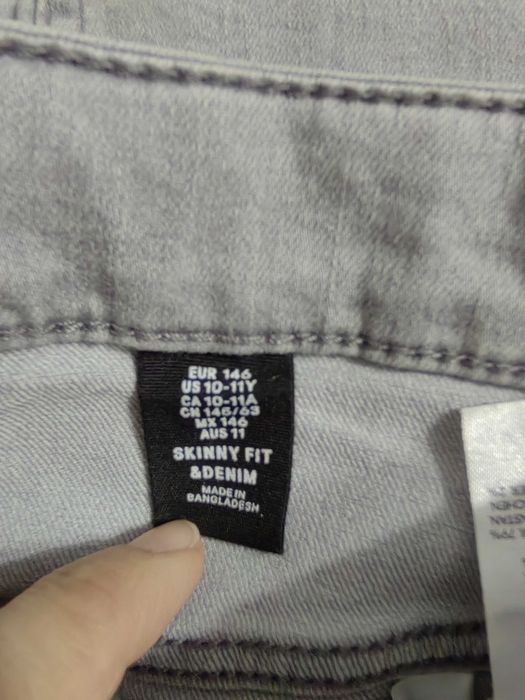 EUR 146
US 10-11Y
CA 10-11A
CN 146/63
MX 146
AUS 11
SKINNY FIT
&DENIM
MADE IN
BANGLADESH